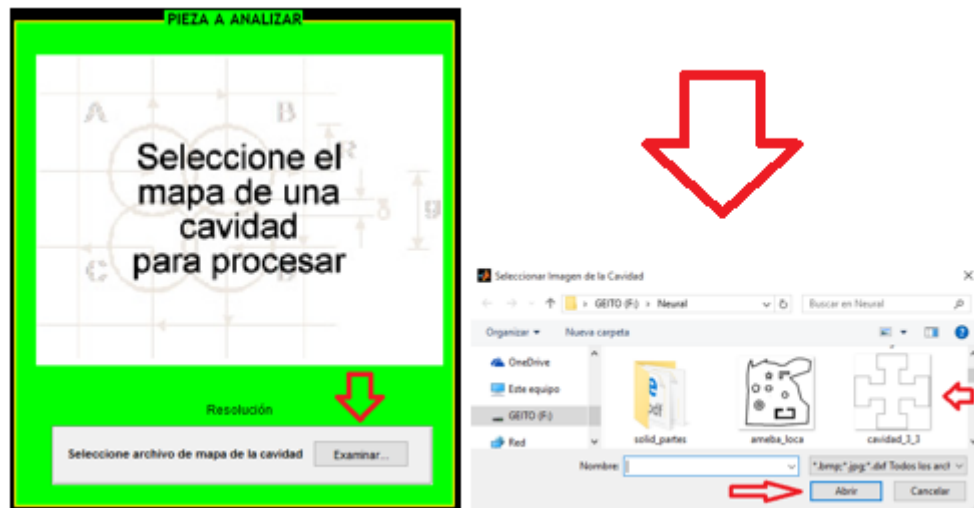 PIEZA A ANALIZAR
A
B
R
Seleccione el
mapa de una
cavidad
para procesar
C
D
Resolución
Seleccione archivo de mapa de la cavidad
Examinar...
Seleccionar Imagen de la Cavidad
GEITO (F:) > Neural
Buscar en Neural
Organizar
Nueva carpeta
OneDrive
Este equipo
GEITO (F:)
Red
solid_partes
ameba_loca
cavidad_3_3
Nombre:
*.bmp;*.jpg;*.dxf Todos los arcl
Abrir
Cancelar